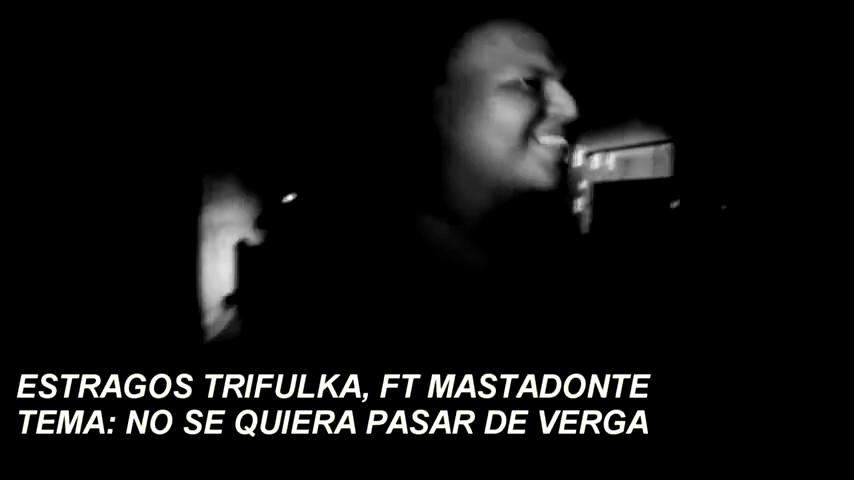 ESTRAGOS TRIFULKA, FT MASTADONTE
TEMA: NO SE QUIERA PASAR DE VERGA